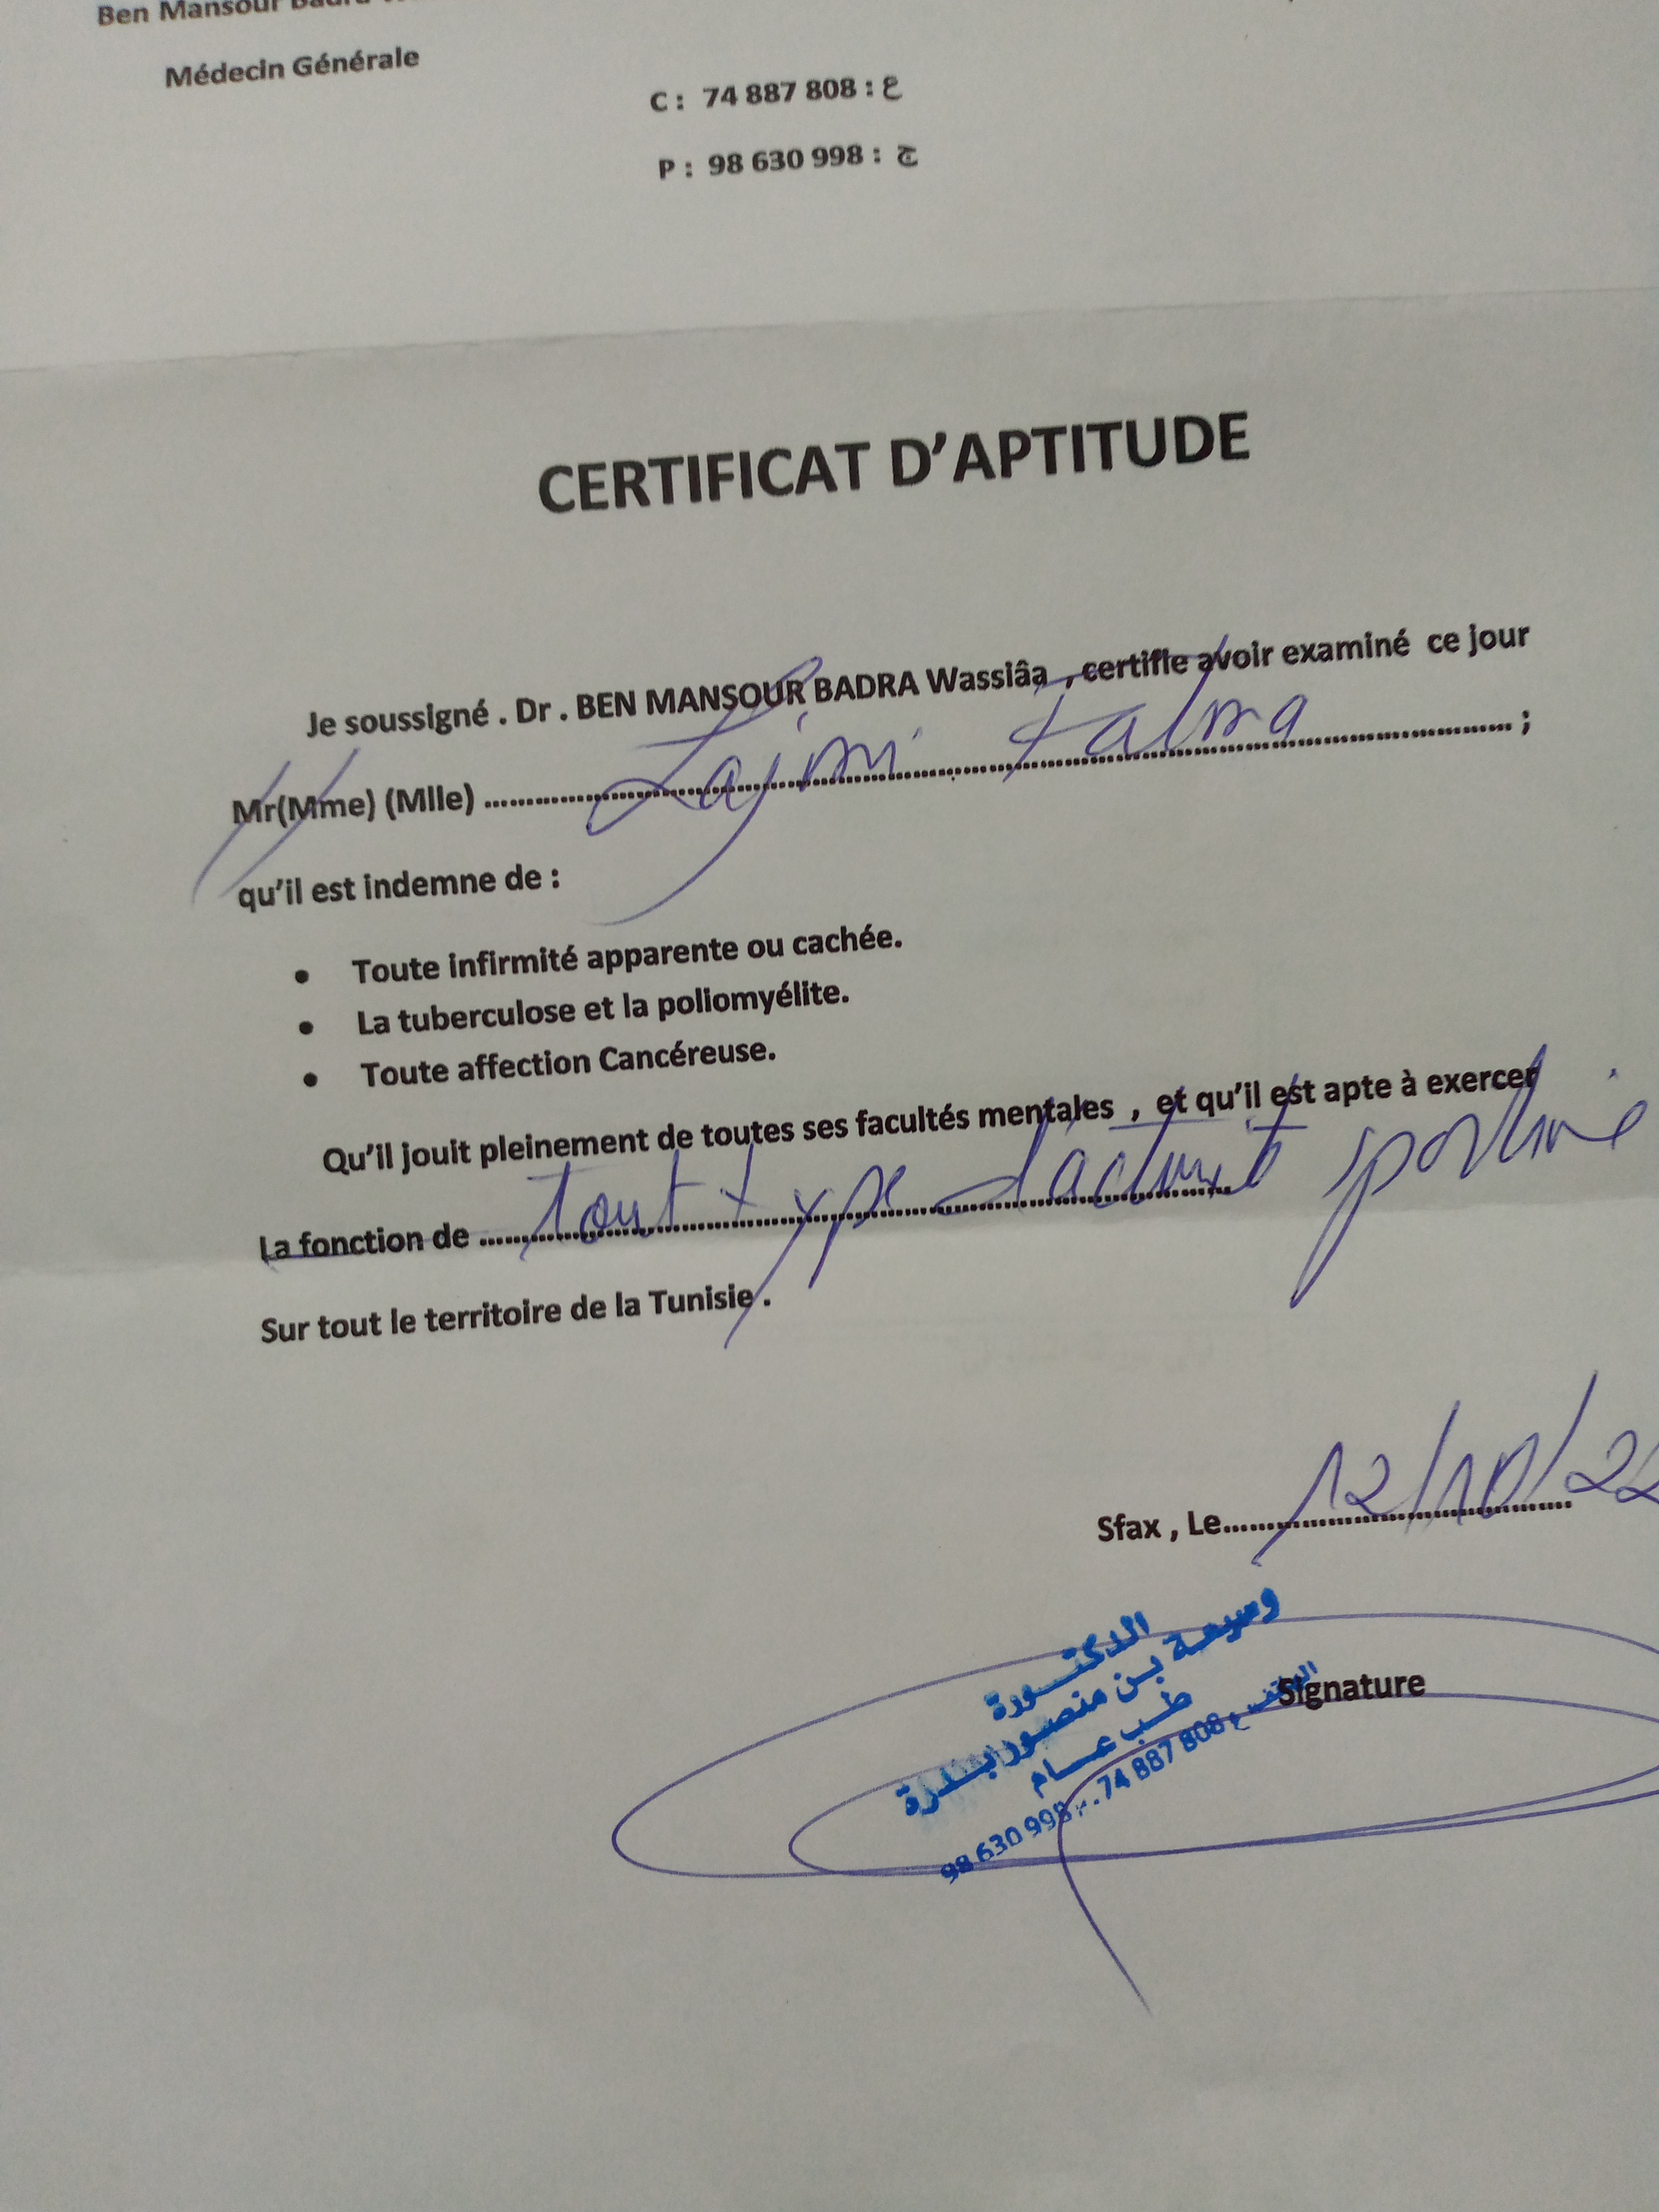 Ben Mansour Badra
Médecin Générale
C : 74 887 808 : ع
P : 98 630 998 : ج
CERTIFICAT D'APTITUDE
Je soussigné . Dr . BEN MANSOUR BADRA Wassiâa , certifie avoir examiné ce jour
Mr(Mme) (Mlle) ........................ ;
qu'il est indemne de :
• Toute infirmité apparente ou cachée.
• La tuberculose et la poliomyélite.
• Toute affection Cancéreuse.
Qu'il jouit pleinement de toutes ses facultés mentales , et qu'il est apte à exercer
La fonction de tout type d'activité sportive
Sur tout le territoire de la Tunisie .
Sfax , Le 12/10/22
Signature
الدكتورة
وسيعة بن منصور بدرة
طب عام
الهاتف ع 74 887 808 - 98 630 998